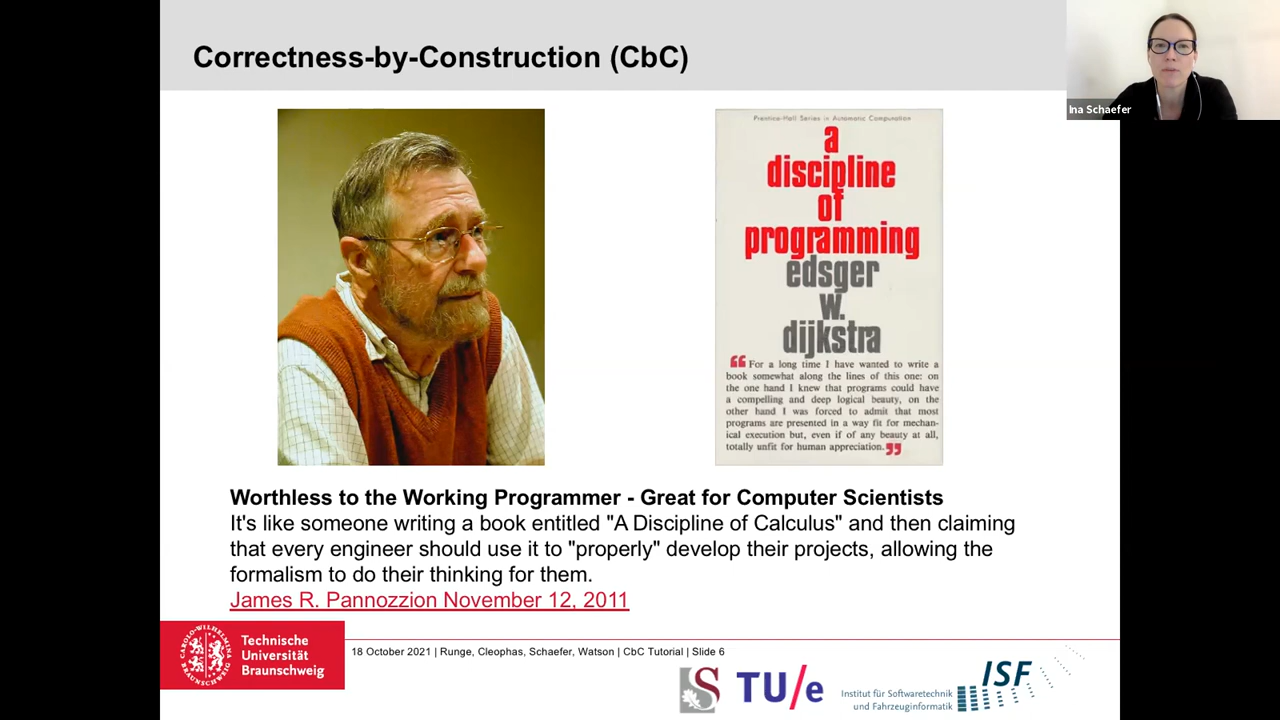 Correctness-by-Construction (CbC)
Ina Schaefer
Prentice-Hall Series in Automatic Computation
a
discipline
of
programming
edsger
w.
dijkstra
“For a long time I have wanted to write a
book somewhat along the lines of this one: on
the one hand I knew that programs could have
a compelling and deep logical beauty, on the
other hand I was forced to admit that most
programs are presented in a way fit for mechan-
ical execution but, even if of any beauty at all,
totally unfit for human appreciation.”
Worthless to the Working Programmer - Great for Computer Scientists
It's like someone writing a book entitled "A Discipline of Calculus" and then claiming
that every engineer should use it to "properly" develop their projects, allowing the
formalism to do their thinking for them.
James R. Pannozzion November 12, 2011
CAROLO-WILHELMINA
BRAUNSCHWEIG
Technische
Universität
Braunschweig
18 October 2021 | Runge, Cleophas, Schaefer, Watson | CbC Tutorial | Slide 6
S
TU/e
Institut für Softwaretechnik
und Fahrzeuginformatik
ISF